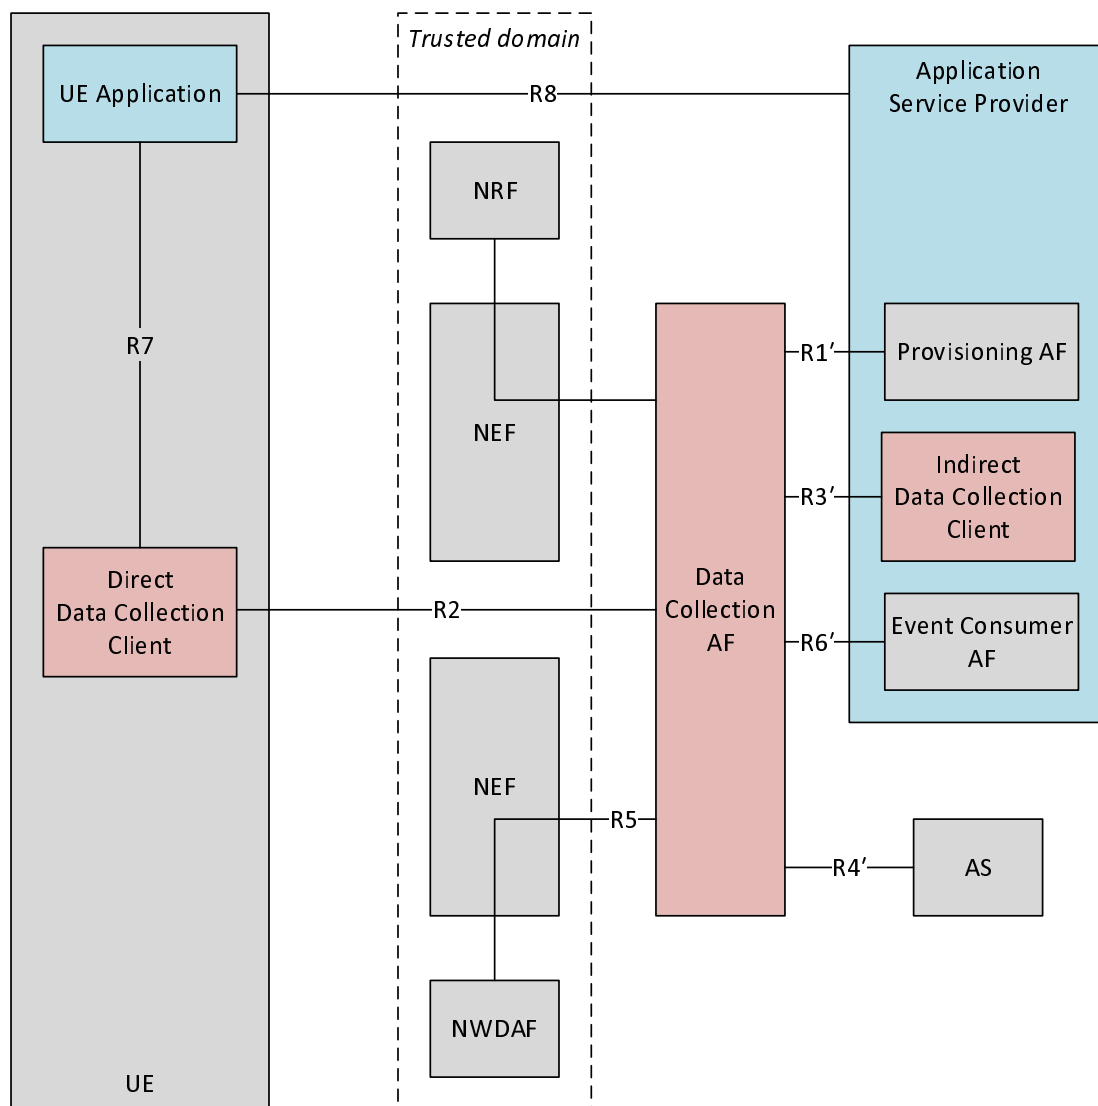 Trusted domain
UE Application
R8
Application
Service Provider
NRF
R7
NEF
R1′
Provisioning AF
R3′
Indirect
Data Collection
Client
Direct
Data Collection
Client
R2
Data
Collection
AF
R6′
Event Consumer
AF
NEF
R5
R4′
AS
NWDAF
UE